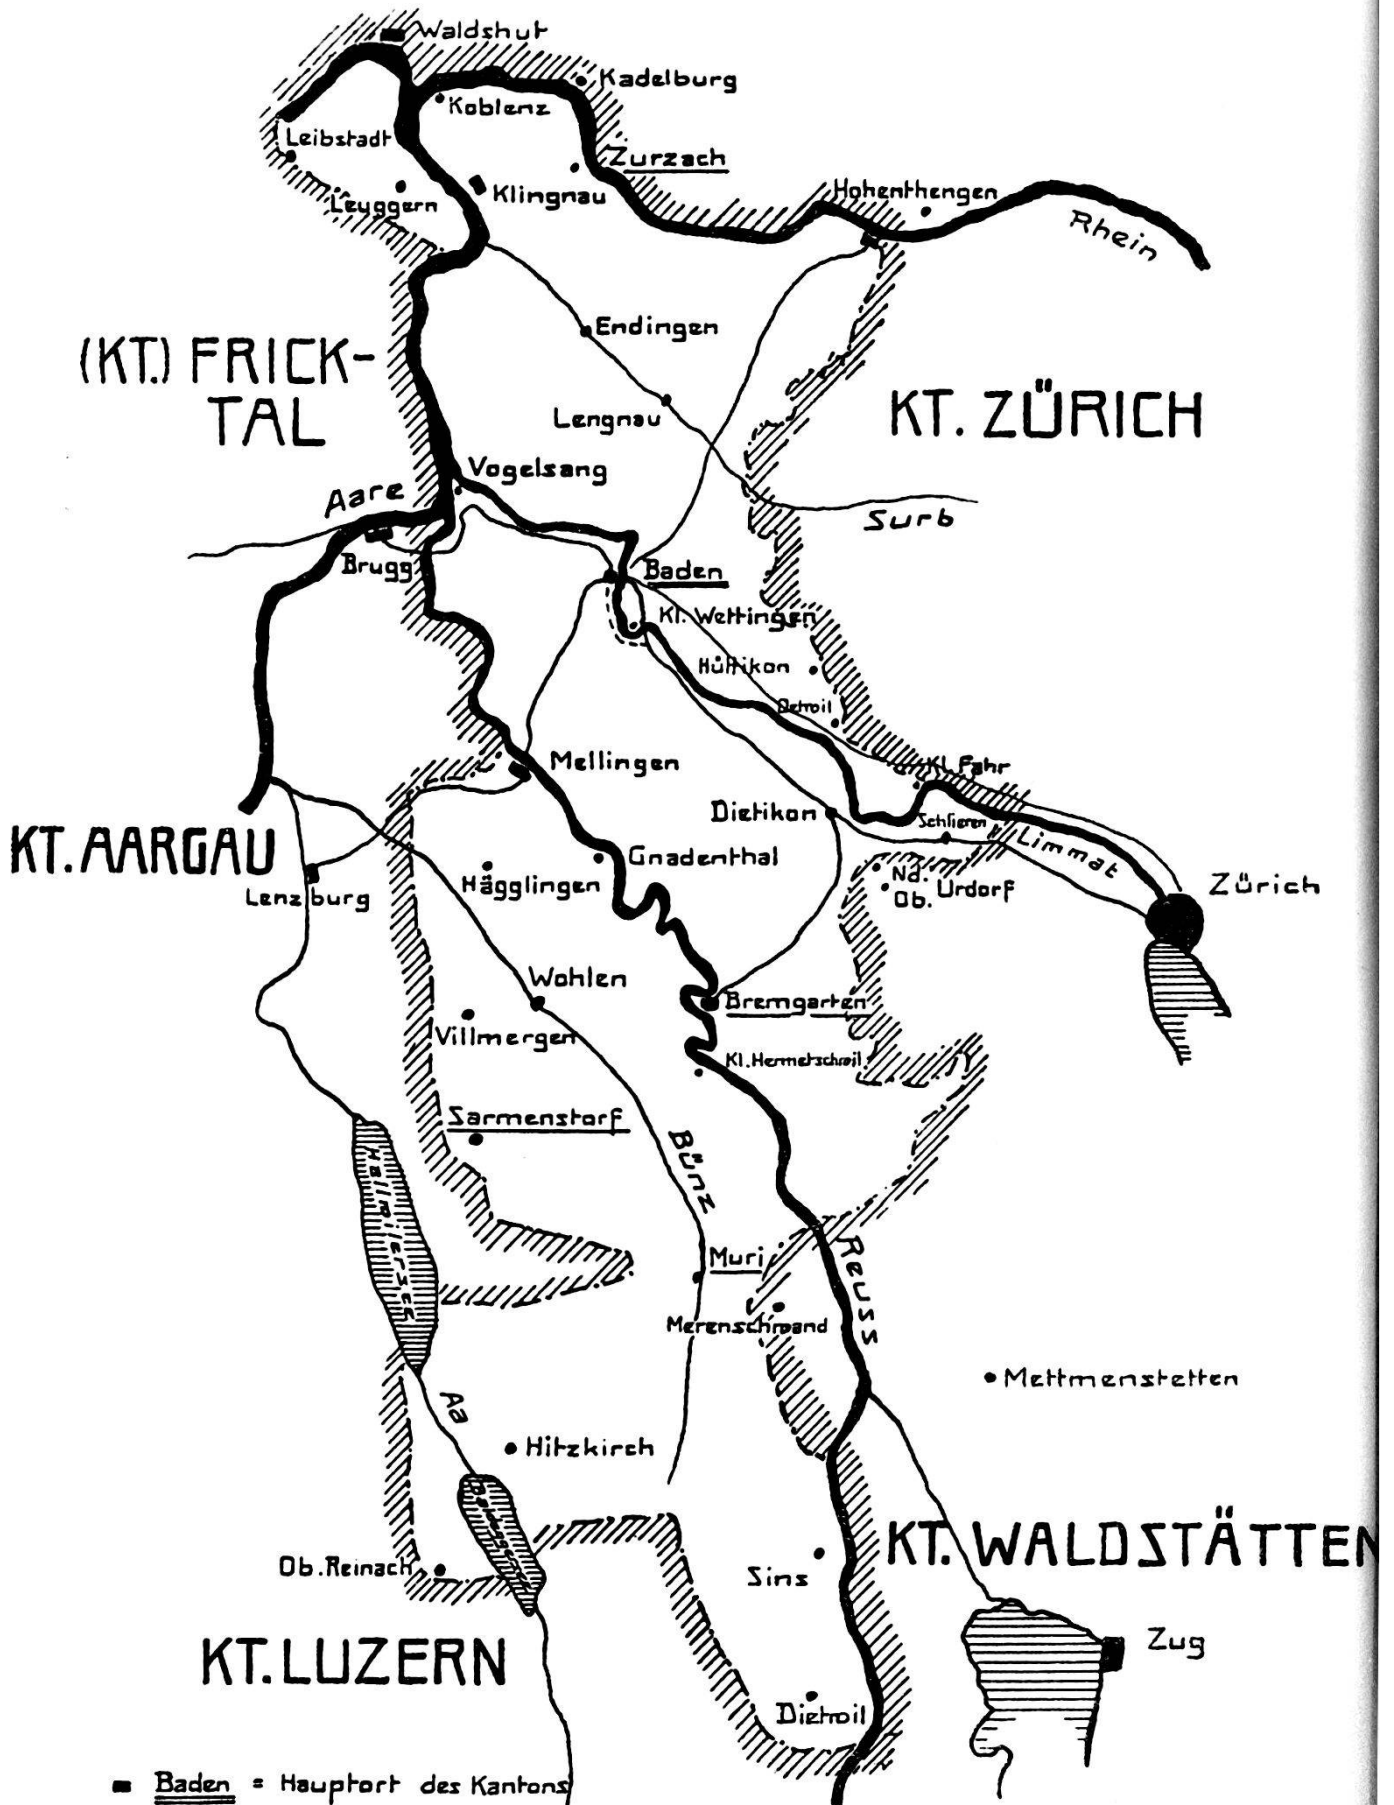 Waldshut
Kadelburg
Koblenz
Leibstadt
Zurzach
Klingnau
Leuggern
Hohenthengen
Rhein
Endingen
(KT.) FRICK-
TAL
KT. ZÜRICH
Lengnau
Vogelsang
Aare
Surb
Brugg
Baden
Kl. Wettingen
Hüttikon
Oetwil
Mellingen
Kl. Fahr
Dietikon
Schlieren
Limmat
KT. AARGAU
Gnadenthal
Hägglingen
Nd.
Ob. Urdorf
Zürich
Lenzburg
Wohlen
Bremgarten
Villmergen
Kl. Hermetschwil
Sarmenstorf
Bünz
Hallwilersee
Reuss
Muri
Merenschwand
Mettmenstetten
Aa
Hitzkirch
Baldeggersee
KT. WALDSTÄTTEN
Ob. Reinach
Sins
KT. LUZERN
Zug
Dietwil
Baden = Hauptort des Kantons